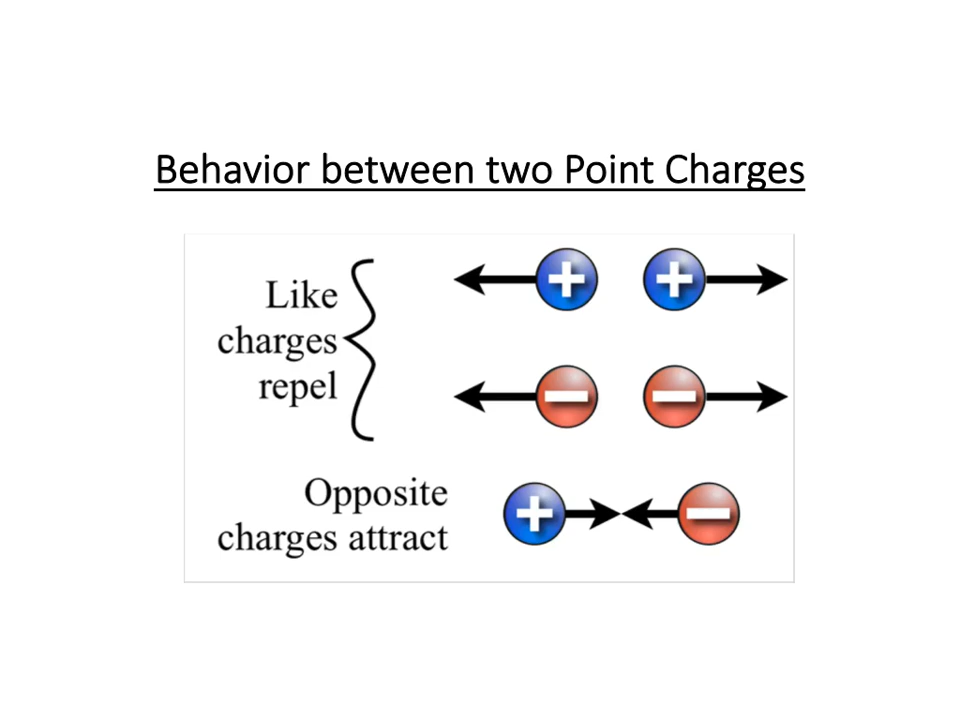 Behavior between two Point Charges
Like
charges
repel
+ +
− −
Opposite
charges attract
+ −